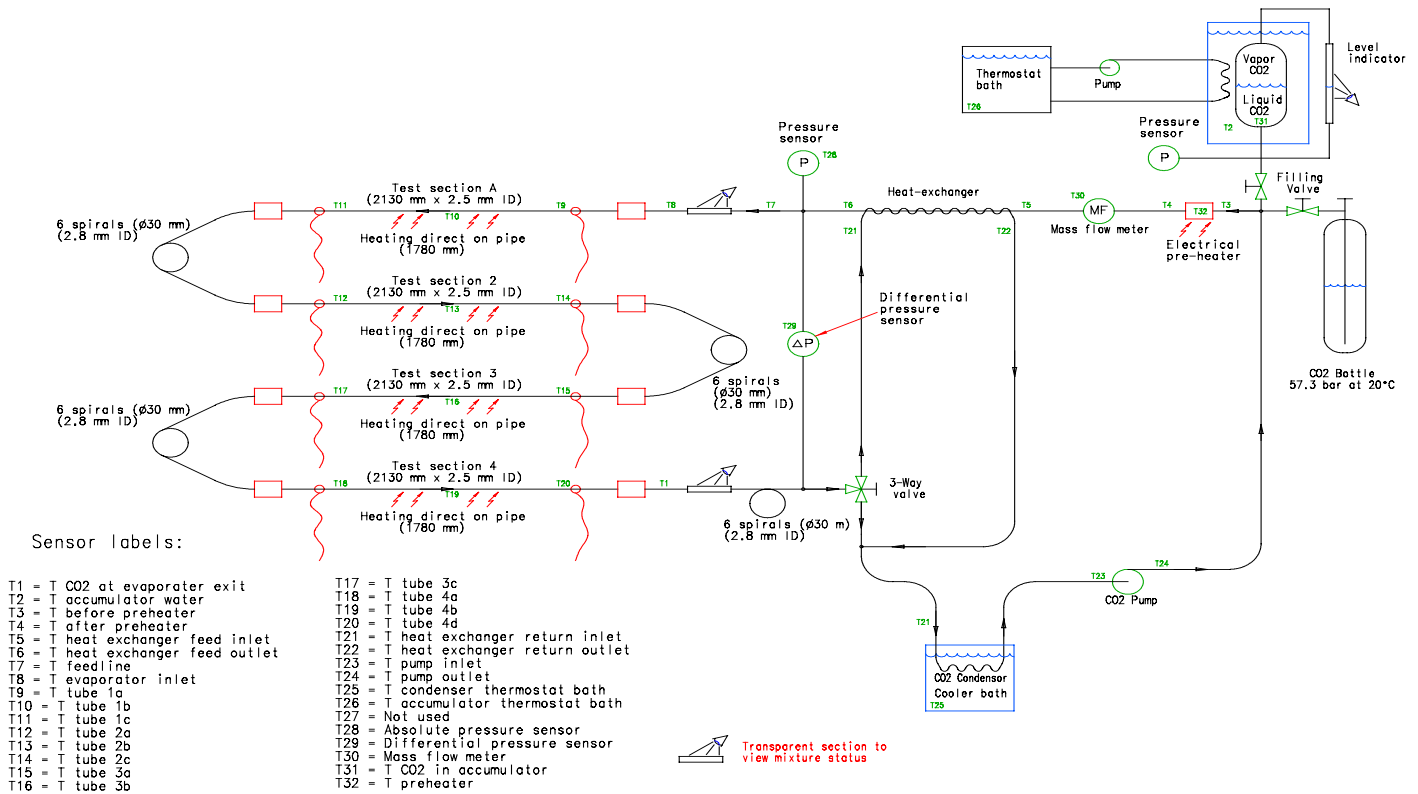 Vapor
CO2
Liquid
CO2
T31
T2
Level
indicator
Thermostat
bath
T26
Pump
Pressure
sensor
P
Filling
Valve
Pressure
sensor
P
T28
Test section A
(2130 mm x 2.5 mm ID)
T11
T10
T9
Heating direct on pipe
(1780 mm)
T8
T7
T6
T21
Heat-exchanger
T5
T22
T30
MF
Mass flow meter
T4
T32
T3
Electrical
pre-heater
6 spirals (Ø30 mm)
(2.8 mm ID)
Test section 2
(2130 mm x 2.5 mm ID)
T12
T13
T14
Heating direct on pipe
(1780 mm)
Differential
pressure
sensor
T29
△P
CO2 Bottle
57.3 bar at 20°C
6 spirals
(Ø30 mm)
(2.8 mm ID)
Test section 3
(2130 mm x 2.5 mm ID)
T17
T16
T15
Heating direct on pipe
(1780 mm)
6 spirals (Ø30 mm)
(2.8 mm ID)
Test section 4
(2130 mm x 2.5 mm ID)
T18
T19
T20
Heating direct on pipe
(1780 mm)
T1
6 spirals (Ø30 m)
(2.8 mm ID)
3-Way
valve
T23
T24
CO2 Pump
T21
CO2 Condensor
Cooler bath
T25
Sensor labels:
T1 = T CO2 at evaporater exit
T2 = T accumulator water
T3 = T before preheater
T4 = T after preheater
T5 = T heat exchanger feed inlet
T6 = T heat exchanger feed outlet
T7 = T feedline
T8 = T evaporator inlet
T9 = T tube 1a
T10 = T tube 1b
T11 = T tube 1c
T12 = T tube 2a
T13 = T tube 2b
T14 = T tube 2c
T15 = T tube 3a
T16 = T tube 3b
T17 = T tube 3c
T18 = T tube 4a
T19 = T tube 4b
T20 = T tube 4d
T21 = T heat exchanger return inlet
T22 = T heat exchanger return outlet
T23 = T pump inlet
T24 = T pump outlet
T25 = T condenser thermostat bath
T26 = T accumulator thermostat bath
T27 = Not used
T28 = Absolute pressure sensor
T29 = Differential pressure sensor
T30 = Mass flow meter
T31 = T CO2 in accumulator
T32 = T preheater
Transparent section to
view mixture status